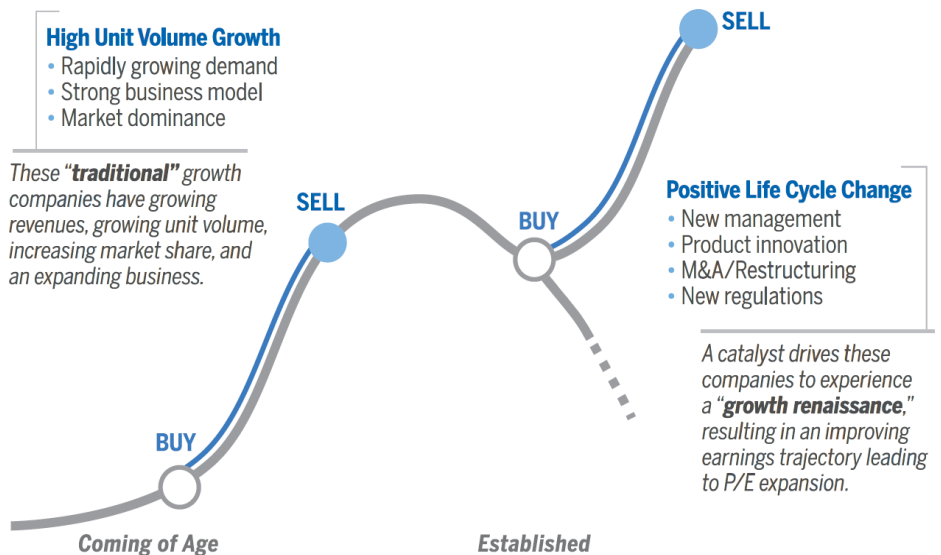 High Unit Volume Growth
• Rapidly growing demand
• Strong business model
• Market dominance
These “traditional” growth
companies have growing
revenues, growing unit volume,
increasing market share, and
an expanding business.
BUY
SELL
BUY
SELL
Positive Life Cycle Change
• New management
• Product innovation
• M&A/Restructuring
• New regulations
A catalyst drives these
companies to experience
a “growth renaissance,”
resulting in an improving
earnings trajectory leading
to P/E expansion.
Coming of Age
Established